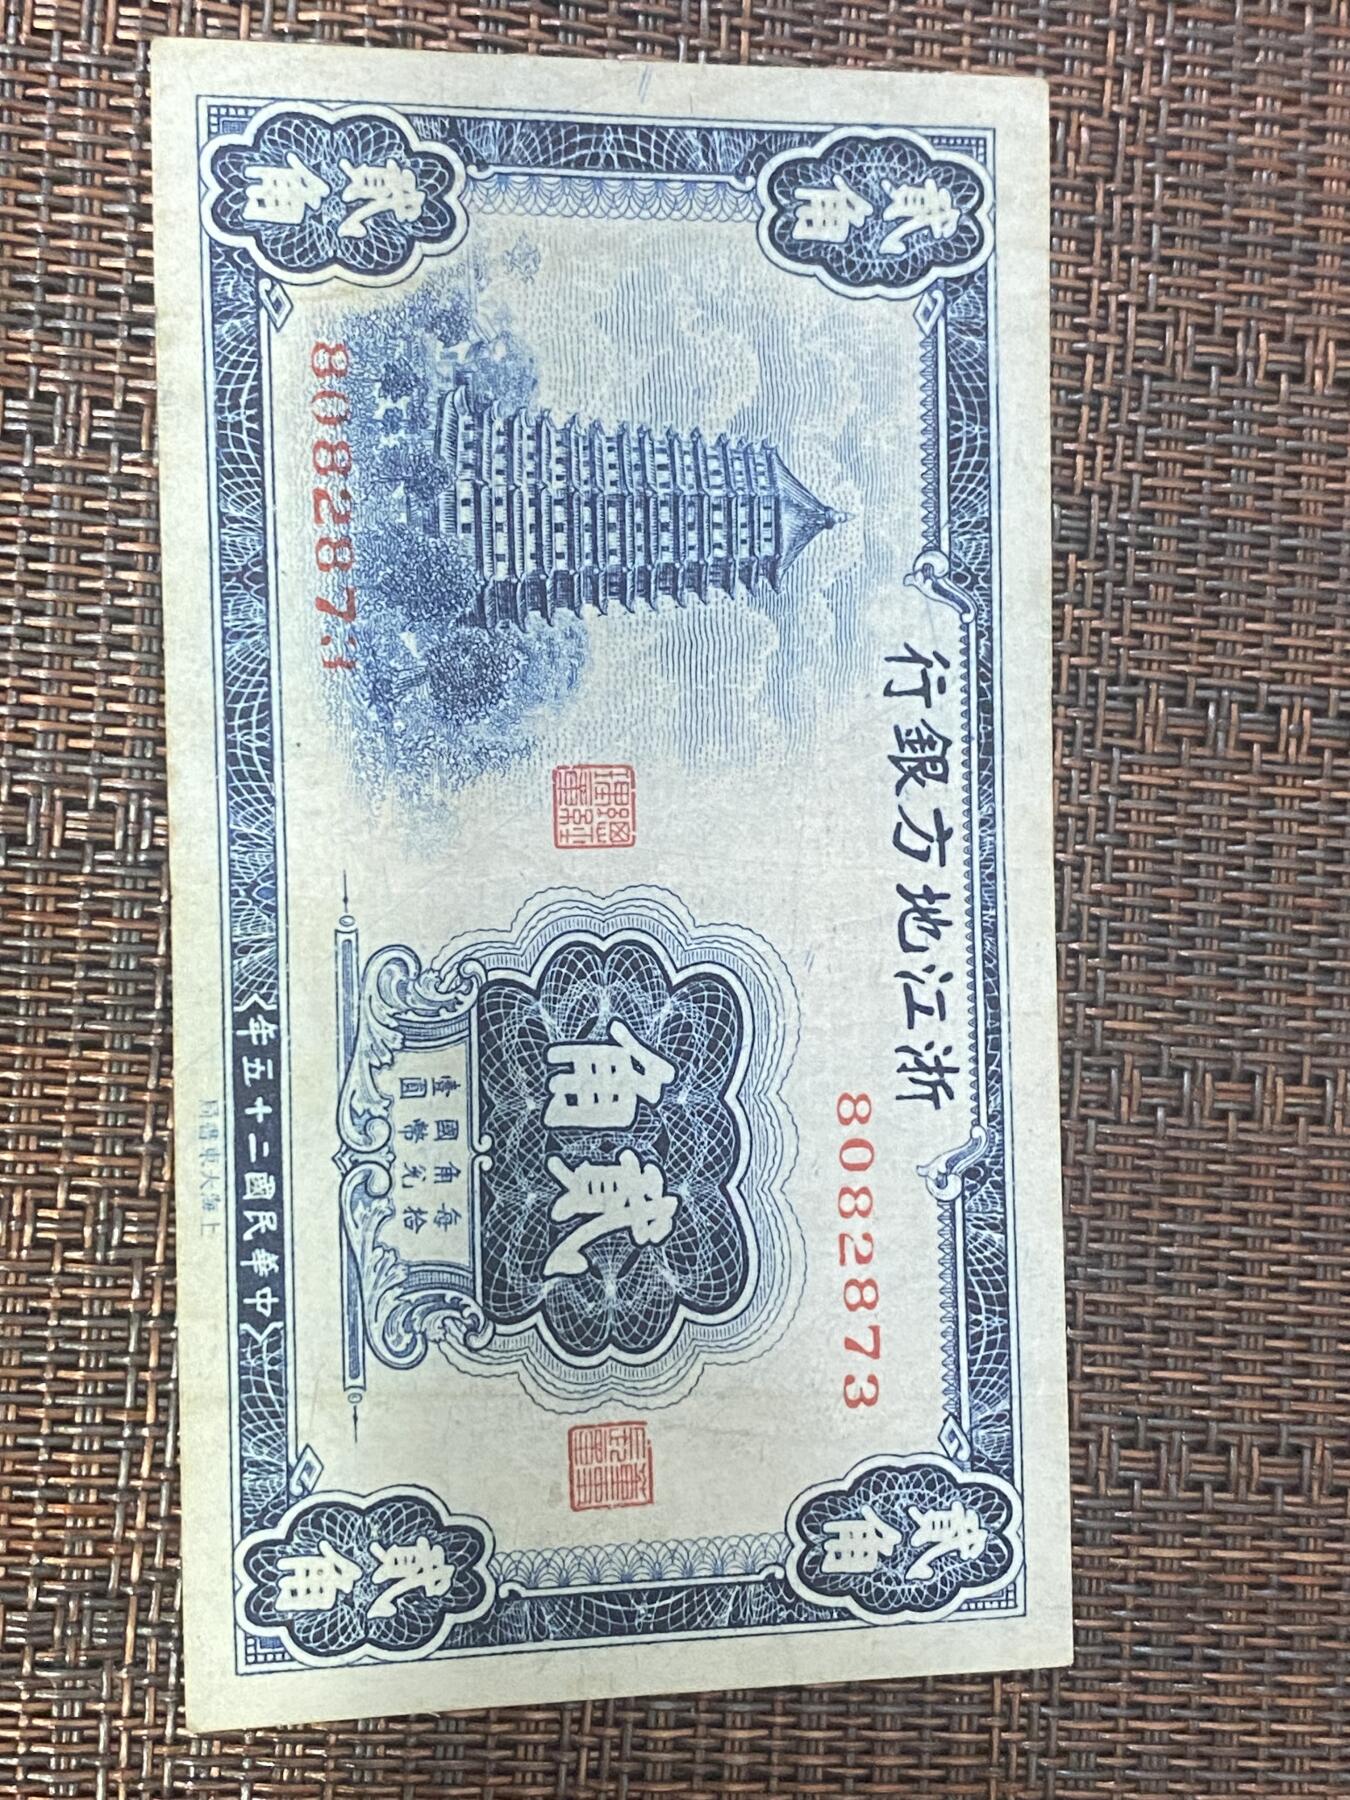 浙江地方銀行
貳角
貳角
8082873
貳角
每拾
角兌
國幣
壹圓
8082873
貳角
貳角
中華民國二十五年
上海大東書局